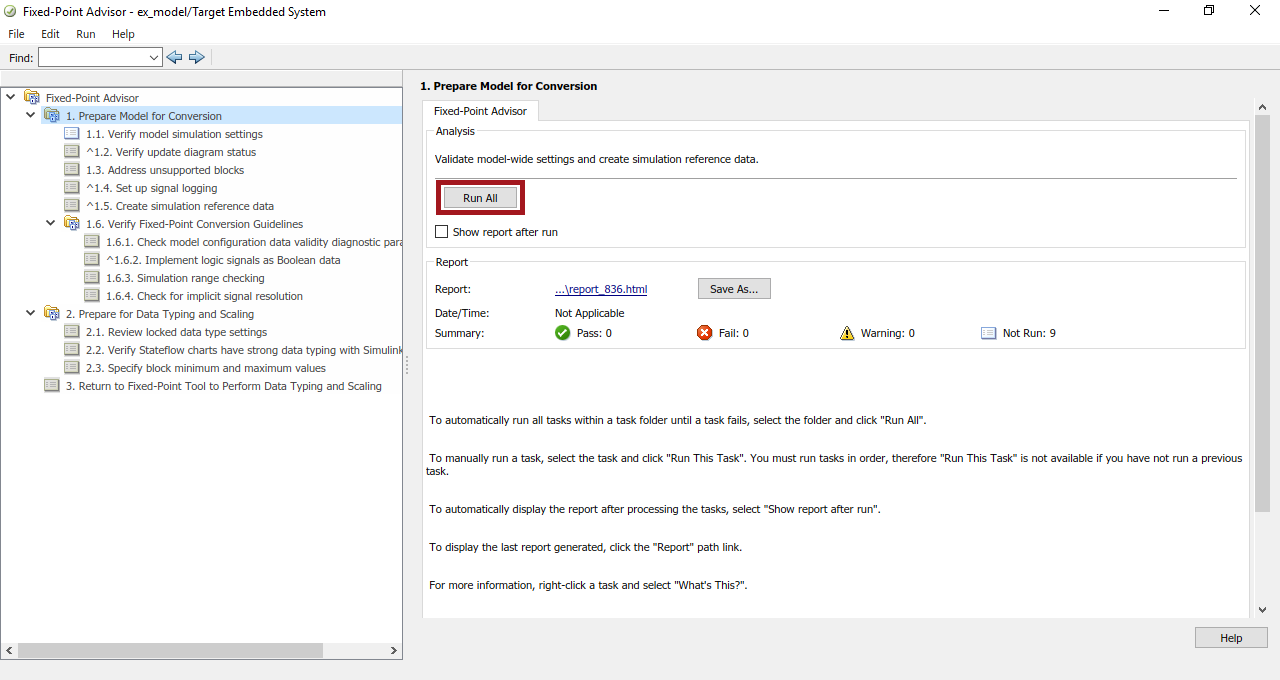 Fixed-Point Advisor - ex_model/Target Embedded System
File Edit Run Help
Find:
Fixed-Point Advisor
1. Prepare Model for Conversion
1.1. Verify model simulation settings
^1.2. Verify update diagram status
1.3. Address unsupported blocks
^1.4. Set up signal logging
^1.5. Create simulation reference data
1.6. Verify Fixed-Point Conversion Guidelines
1.6.1. Check model configuration data validity diagnostic para
^1.6.2. Implement logic signals as Boolean data
1.6.3. Simulation range checking
1.6.4. Check for implicit signal resolution
2. Prepare for Data Typing and Scaling
2.1. Review locked data type settings
2.2. Verify Stateflow charts have strong data typing with Simulink
2.3. Specify block minimum and maximum values
3. Return to Fixed-Point Tool to Perform Data Typing and Scaling
1. Prepare Model for Conversion
Fixed-Point Advisor
Analysis
Validate model-wide settings and create simulation reference data.
Run All
Show report after run
Report
Report: ...\report_836.html Save As...
Date/Time: Not Applicable
Summary: Pass: 0 Fail: 0 Warning: 0 Not Run: 9
To automatically run all tasks within a task folder until a task fails, select the folder and click "Run All".
To manually run a task, select the task and click "Run This Task". You must run tasks in order, therefore "Run This Task" is not available if you have not run a previous
task.
To automatically display the report after processing the tasks, select "Show report after run".
To display the last report generated, click the "Report" path link.
For more information, right-click a task and select "What's This?".
Help